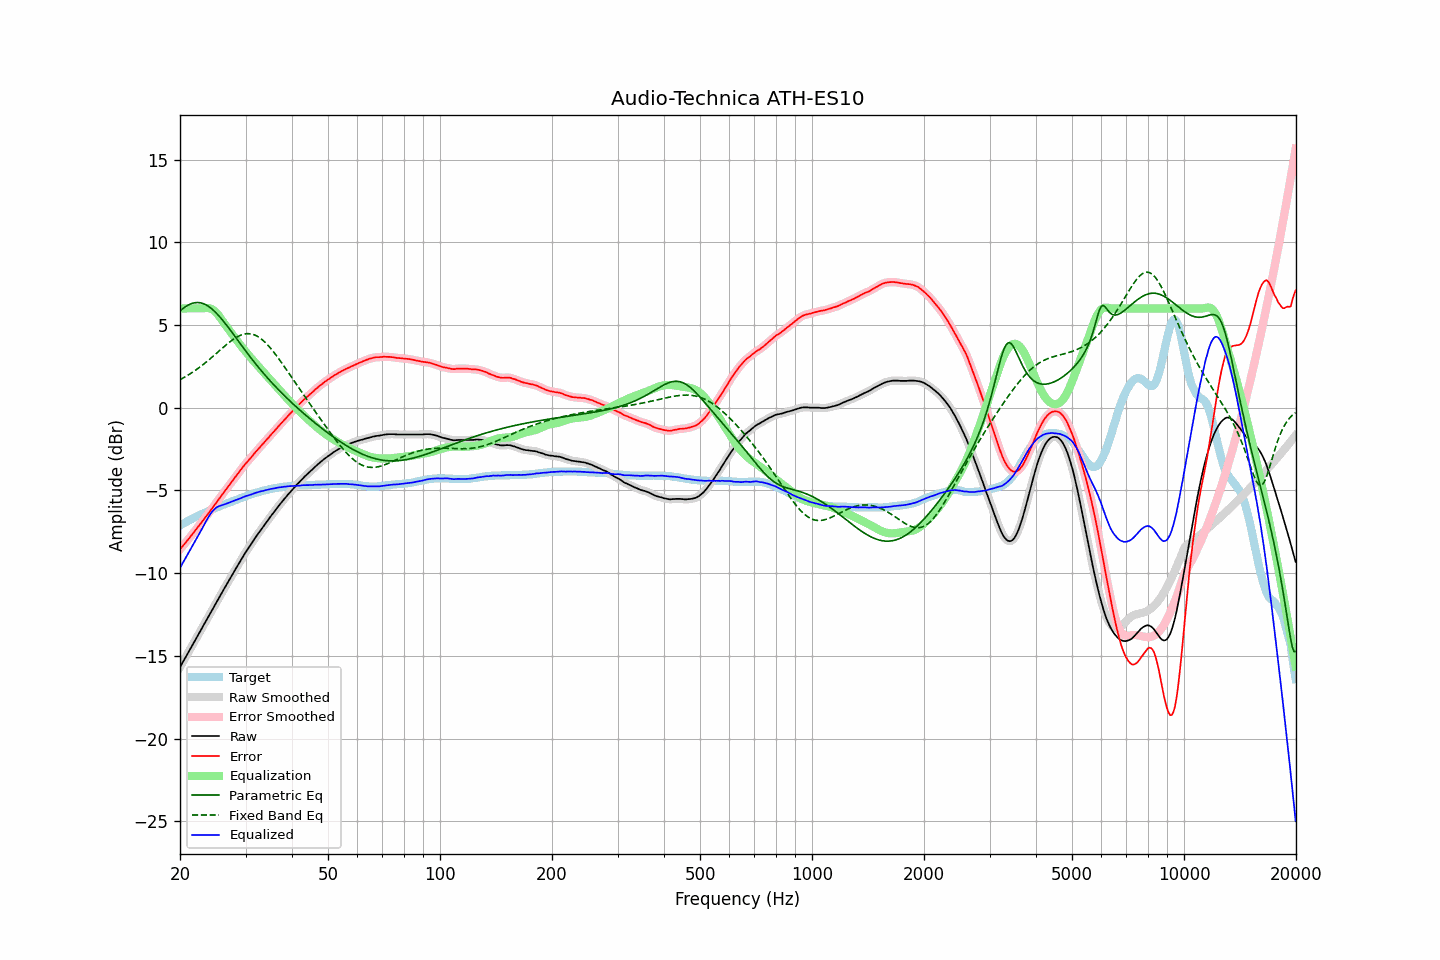 Audio-Technica ATH-ES10
Amplitude (dBr)
15
10
5
0
−5
−10
−15
−20
−25
Target
Raw Smoothed
Error Smoothed
Raw
Error
Equalization
Parametric Eq
Fixed Band Eq
Equalized
20 50 100 200 500 1000 2000 5000 10000 20000
Frequency (Hz)